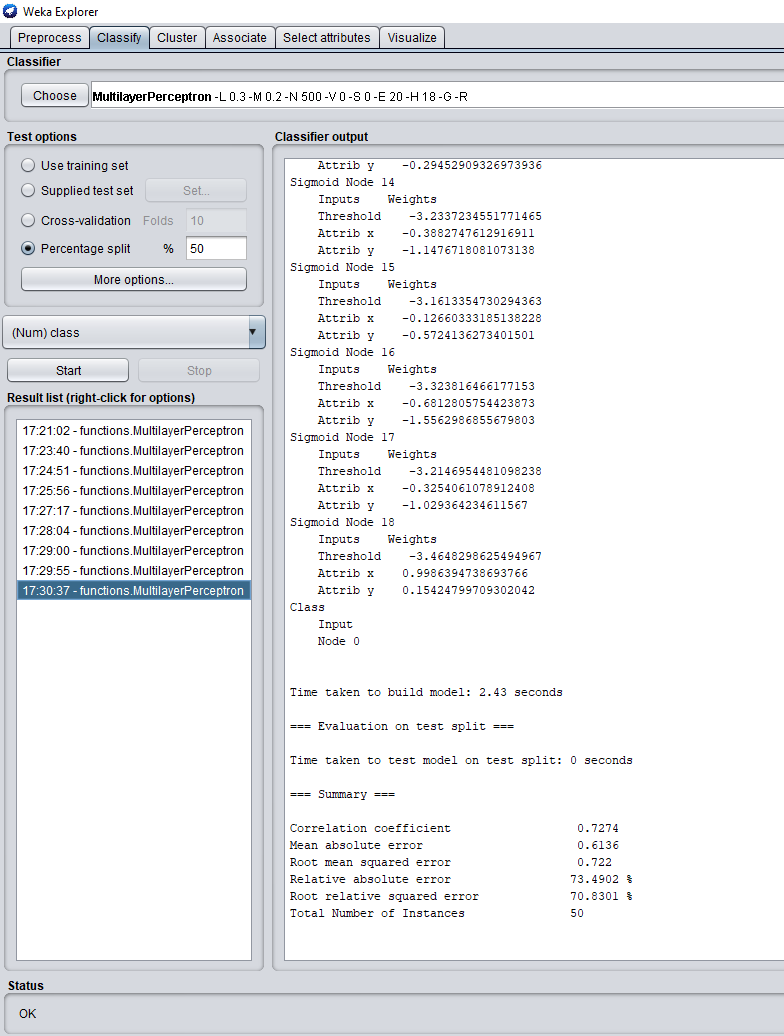 Weka Explorer
Preprocess Classify Cluster Associate Select attributes Visualize
Classifier
Choose MultilayerPerceptron -L 0.3 -M 0.2 -N 500 -V 0 -S 0 -E 20 -H 18 -G -R
Test options
Use training set
Supplied test set Set...
Cross-validation Folds 10
Percentage split % 50
More options...
(Num) class
Start Stop
Result list (right-click for options)
17:21:02 - functions.MultilayerPerceptron
17:23:40 - functions.MultilayerPerceptron
17:24:51 - functions.MultilayerPerceptron
17:25:56 - functions.MultilayerPerceptron
17:27:17 - functions.MultilayerPerceptron
17:28:04 - functions.MultilayerPerceptron
17:29:00 - functions.MultilayerPerceptron
17:29:55 - functions.MultilayerPerceptron
17:30:37 - functions.MultilayerPerceptron
Classifier output
Attrib y -0.29452909326973936
Sigmoid Node 14
Inputs Weights
Threshold -3.2337234551771465
Attrib x -0.3882747612916911
Attrib y -1.1476718081073138
Sigmoid Node 15
Inputs Weights
Threshold -3.1613354730294363
Attrib x -0.12660333185138228
Attrib y -0.5724136273401501
Sigmoid Node 16
Inputs Weights
Threshold -3.323816466177153
Attrib x -0.6812805754423873
Attrib y -1.5562986855679803
Sigmoid Node 17
Inputs Weights
Threshold -3.2146954481098238
Attrib x -0.3254061078912408
Attrib y -1.029364234611567
Sigmoid Node 18
Inputs Weights
Threshold -3.4648298625494967
Attrib x 0.9986394738693766
Attrib y 0.15424799709302042
Class
Input
Node 0
Time taken to build model: 2.43 seconds
=== Evaluation on test split ===
Time taken to test model on test split: 0 seconds
=== Summary ===
Correlation coefficient 0.7274
Mean absolute error 0.6136
Root mean squared error 0.722
Relative absolute error 73.4902 %
Root relative squared error 70.8301 %
Total Number of Instances 50
Status
OK